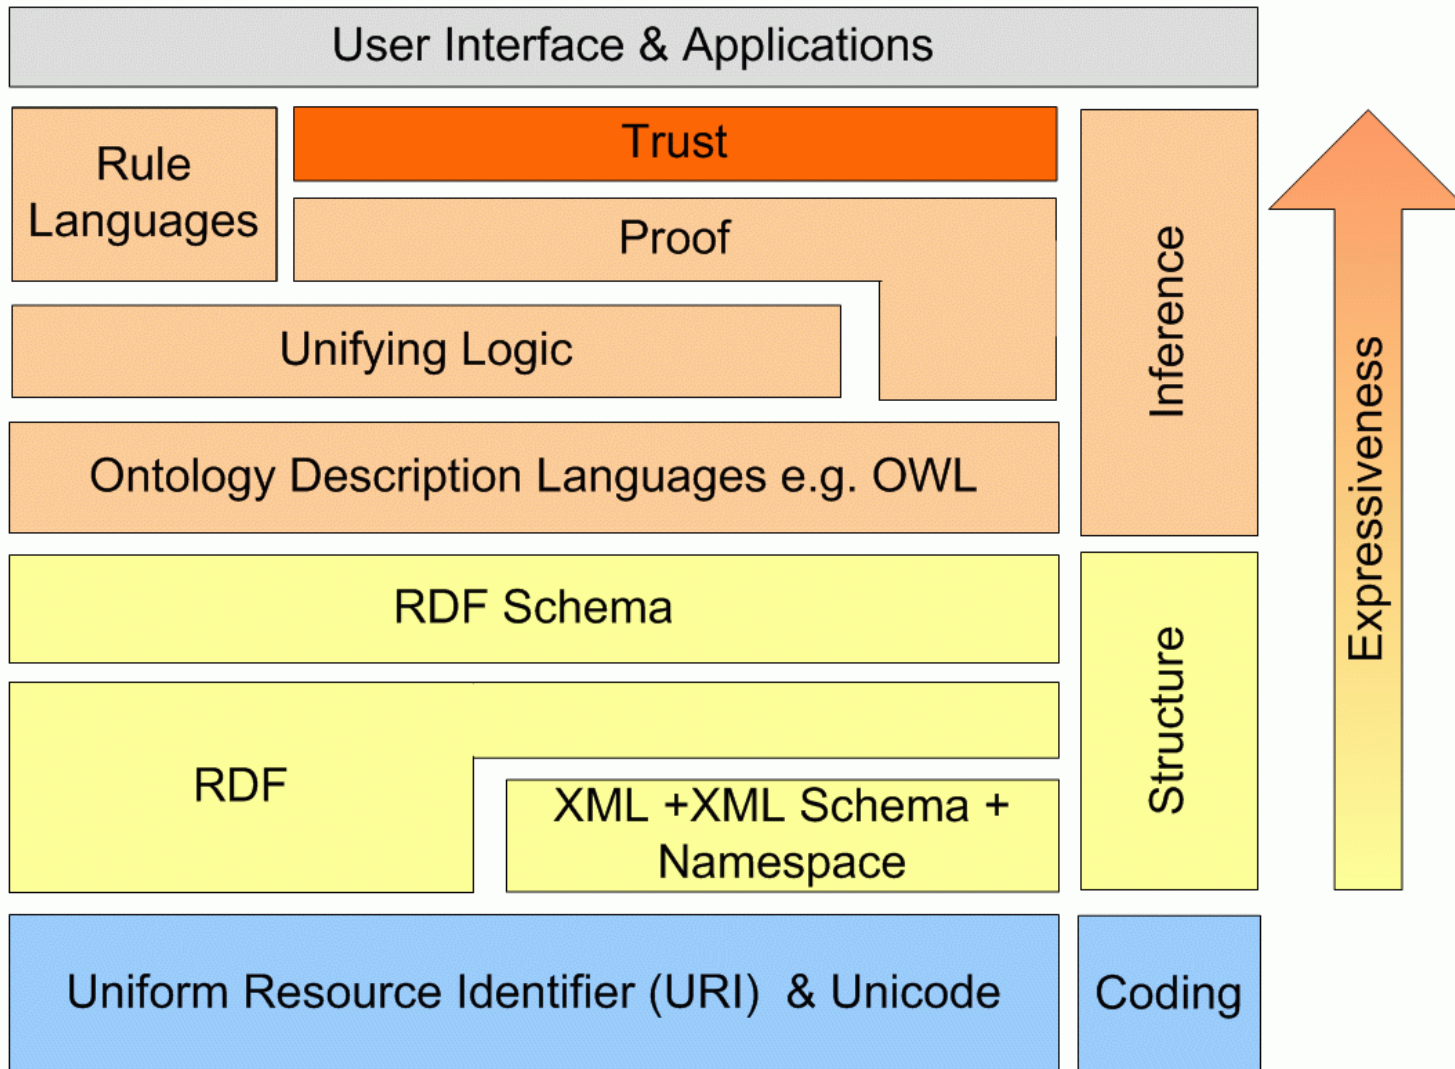 User Interface & Applications
Rule
Languages
Trust
Proof
Unifying Logic
Ontology Description Languages e.g. OWL
Inference
Expressiveness
RDF Schema
RDF
XML +XML Schema +
Namespace
Structure
Uniform Resource Identifier (URI)  & Unicode
Coding